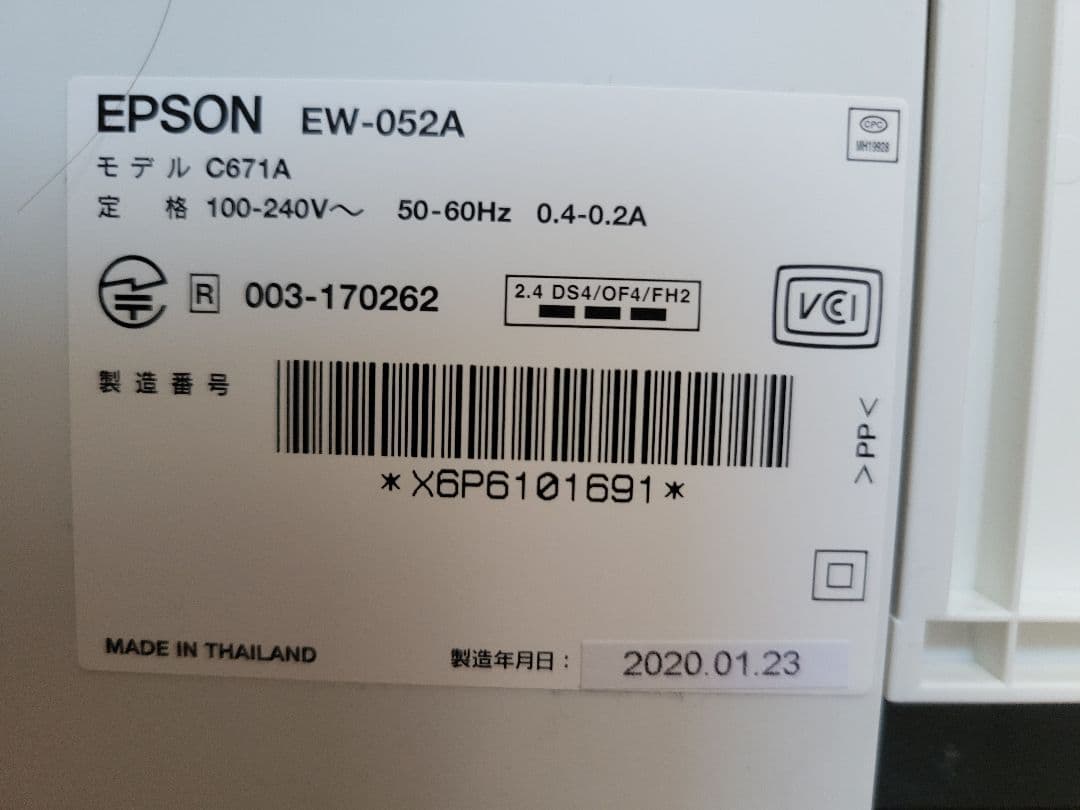 EPSON EW-052A
CPC
MH19928
モデル C671A
定 格 100-240V～ 50-60Hz 0.4-0.2A
R 003-170262
2.4 DS4/OF4/FH2
VCI
製造番号
*X6P6101691*
>PP<
MADE IN THAILAND
製造年月日： 2020.01.23